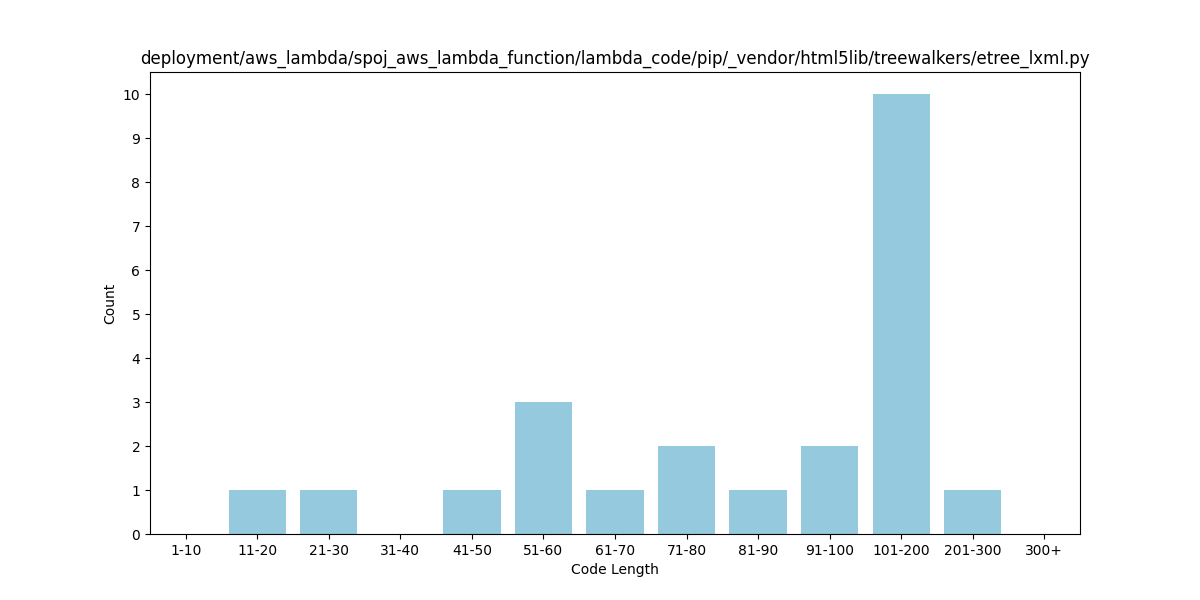 deployment/aws_lambda/spoj_aws_lambda_function/lambda_code/pip/_vendor/html5lib/treewalkers/etree_lxml.py
10
9
8
7
6
5
4
3
2
1
0
Count
1-10 11-20 21-30 31-40 41-50 51-60 61-70 71-80 81-90 91-100 101-200 201-300 300+
Code Length